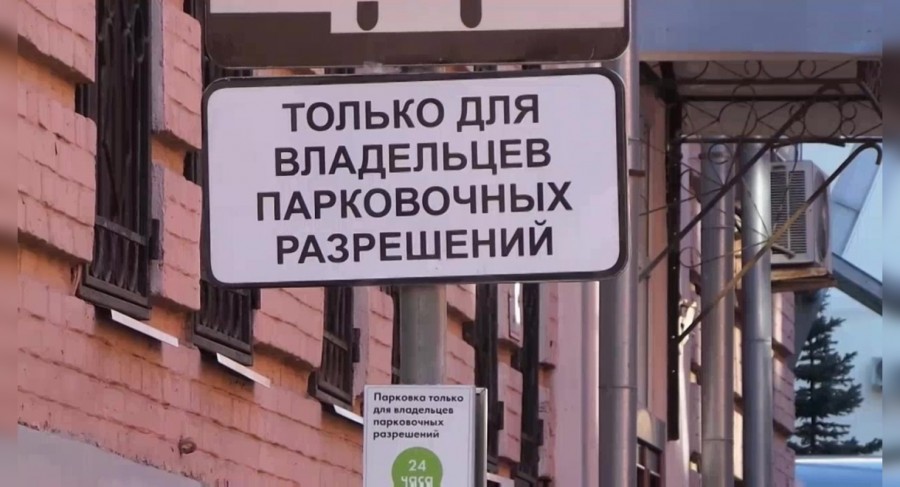 ТОЛЬКО ДЛЯ
ВЛАДЕЛЬЦЕВ
ПАРКОВОЧНЫХ
РАЗРЕШЕНИЙ
Парковка только
для владельцев
парковочных
разрешений
24
часа